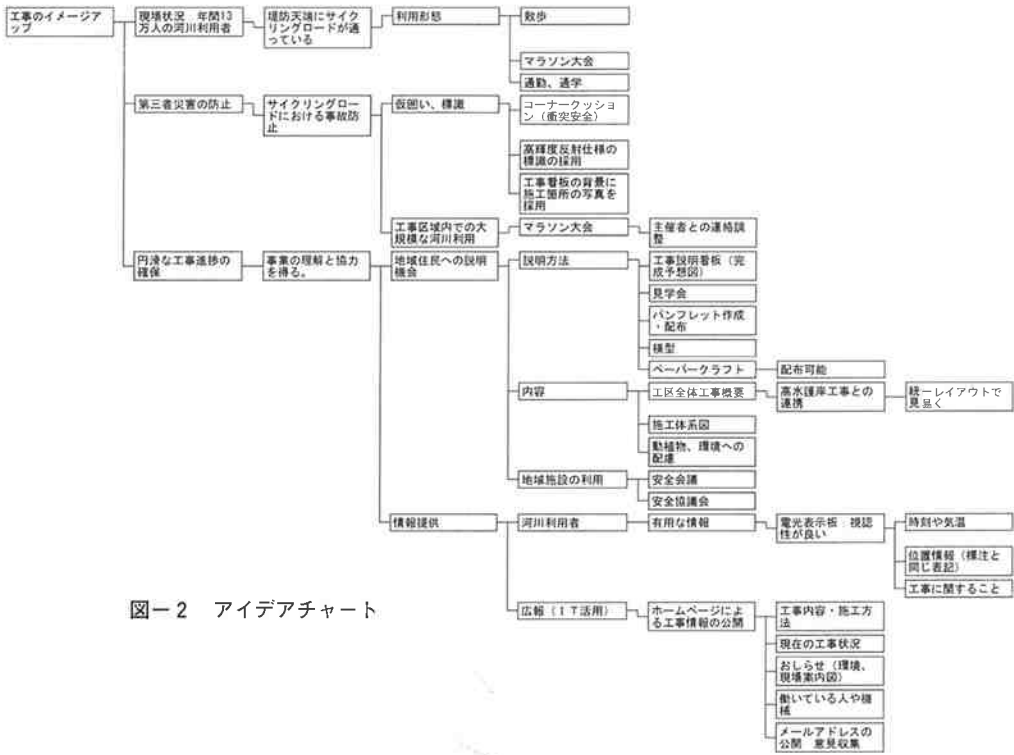 工事のイメージア
ップ
現場状況 年間13
万人の河川利用者
堤防天端にサイク
リングロードが通
っている
利用形態
散歩
マラソン大会
通勤、通学
第三者災害の防止
サイクリングロー
ドにおける事故防
止
仮囲い、標識
コーナークッショ
ン(衝突安全)
高輝度反射仕様の
標識の採用
工事看板の背景に
施工箇所の写真を
採用
工事区域内での大
規模な河川利用
マラソン大会
主催者との連絡調
整
円滑な工事進捗の
確保
事業の理解と協力
を得る。
地域住民への説明
機会
説明方法
工事説明看板(完
成予想図)
見学会
パンフレット作成
・配布
模型
ペーパークラフト
配布可能
内容
工区全体工事概要
高水護岸工事との
連携
統一レイアウトで
見易く
施工体系図
動植物、環境への
配慮
地域施設の利用
安全会議
安全協議会
情報提供
河川利用者
有用な情報
電光表示板 視認
性が良い
時刻や気温
位置情報(標注と
同じ表記)
工事に関すること
広報(IT活用)
ホームページによ
る工事情報の公開
工事内容・施工方
法
現在の工事状況
おしらせ(環境、
現場案内図)
働いている人や機
械
メールアドレスの
公開 意見収集
図-2 アイデアチャート